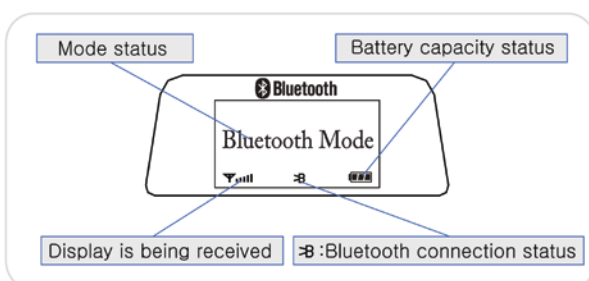 Mode status
Battery capacity status
Bluetooth
Bluetooth Mode
Display is being received
:Bluetooth connection status